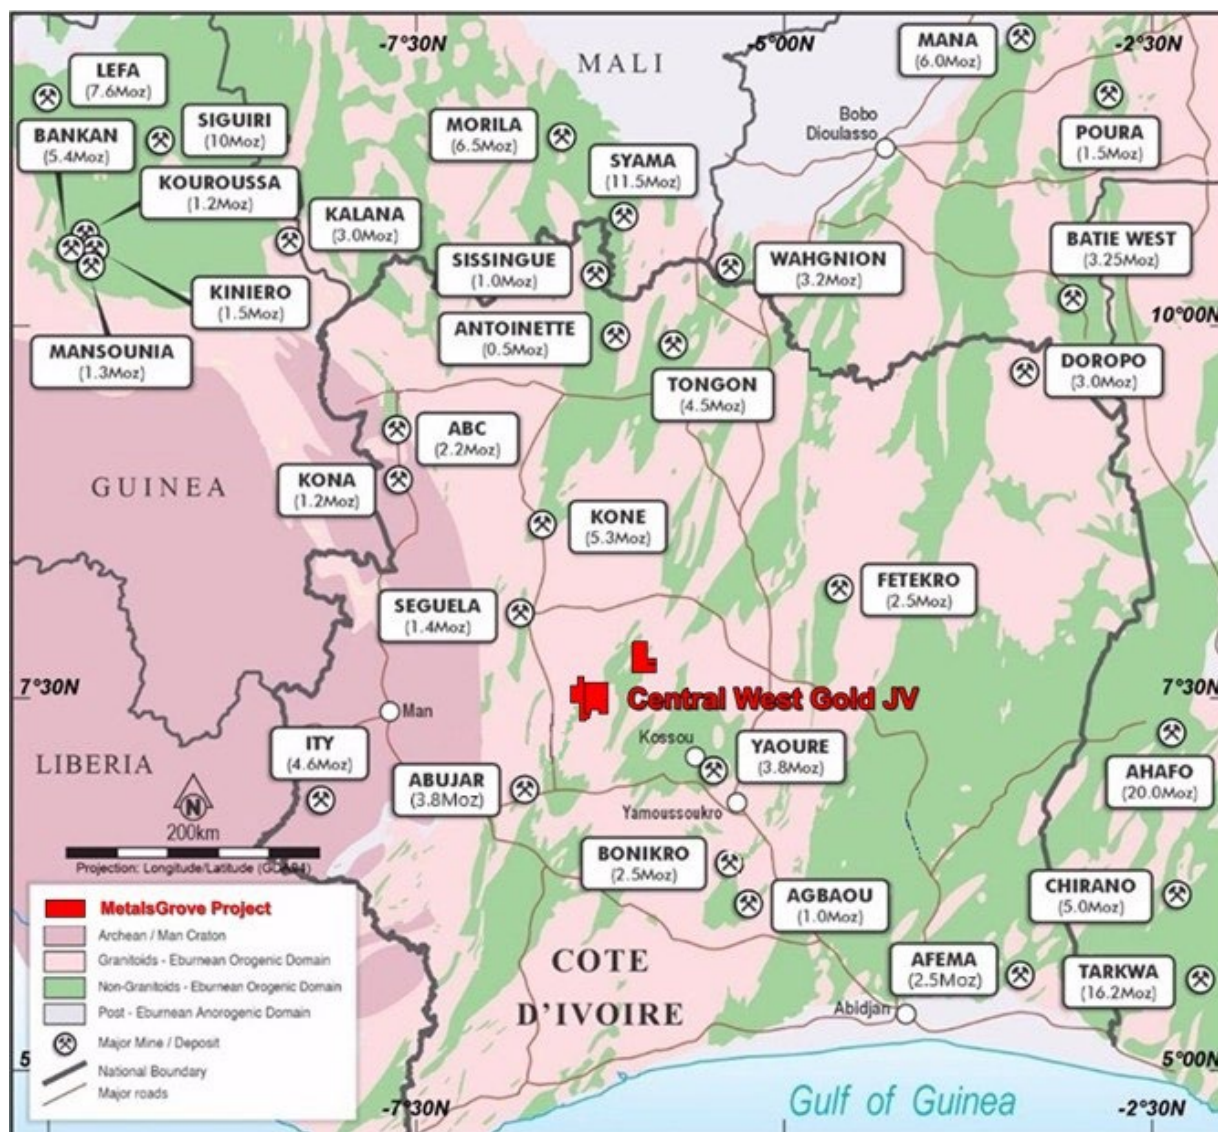 -7°30N
-5°00N
-2°30N
MALI
MANA
(6.0Moz)
LEFA
(7.6Moz)
SIGUIRI
(10Moz)
BANKAN
(5.4Moz)
MORILA
(6.5Moz)
Bobo
Dioulasso
POURA
(1.5Moz)
SYAMA
(11.5Moz)
KOUROUSSA
(1.2Moz)
KALANA
(3.0Moz)
SISSINGUE
(1.0Moz)
WAHGNION
(3.2Moz)
BATIE WEST
(3.25Moz)
KINIERO
(1.5Moz)
ANTOINETTE
(0.5Moz)
10°00N
MANSOUNIA
(1.3Moz)
TONGON
(4.5Moz)
DOROPO
(3.0Moz)
ABC
(2.2Moz)
GUINEA
KONA
(1.2Moz)
KONE
(5.3Moz)
FETEKRO
(2.5Moz)
SEGUELA
(1.4Moz)
7°30N
Central West Gold JV
7°30N
Man
Kossou
LIBERIA
ITY
(4.6Moz)
YAOURE
(3.8Moz)
ABUJAR
(3.8Moz)
AHAFO
(20.0Moz)
N
200km
Yamoussoukro
Projection: Longitude/Latitude
BONIKRO
(2.5Moz)
AGBAOU
(1.0Moz)
CHIRANO
(5.0Moz)
MetalsGrove Project
Archean / Man Craton
Granitoids - Eburnean Orogenic Domain
Non-Granitoids - Eburnean Orogenic Domain
Post - Eburnean Anorogenic Domain
Major Mine / Deposit
National Boundary
Major roads
COTE
D'IVOIRE
AFEMA
(2.5Moz)
TARKWA
(16.2Moz)
Abidjan
5
5°00N
Gulf of Guinea
-7°30N
-2°30N